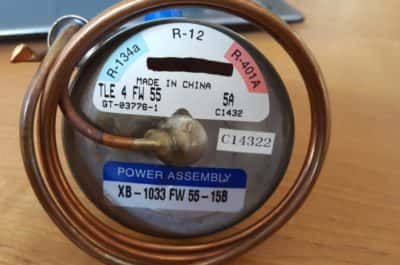 R-12
R-134a
R-401A
MADE IN CHINA
TLE 4 FW 55 5A
GT-03776-1 C1432
C14322
POWER ASSEMBLY
XB-1033 FW 55-15B